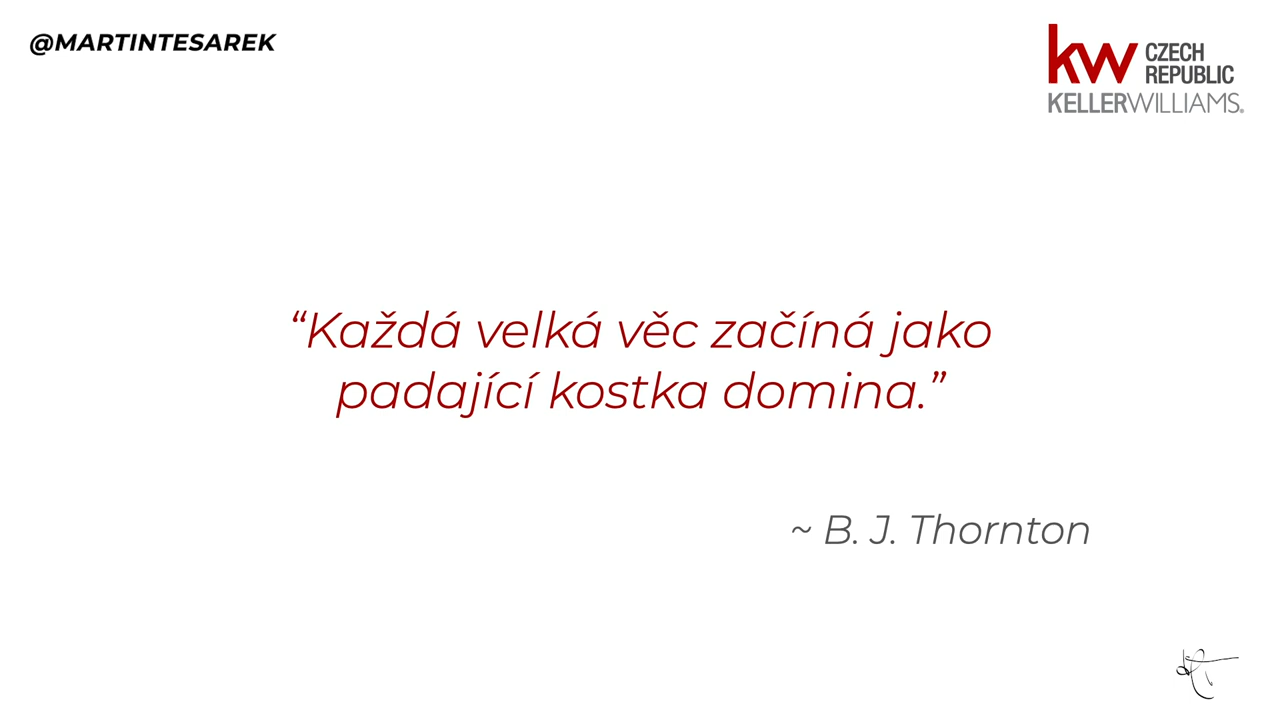 @MARTINTESAREK
kw CZECH
REPUBLIC
KELLERWILLIAMS.
“Každá velká věc začíná jako
padající kostka domina.”
~ B. J. Thornton